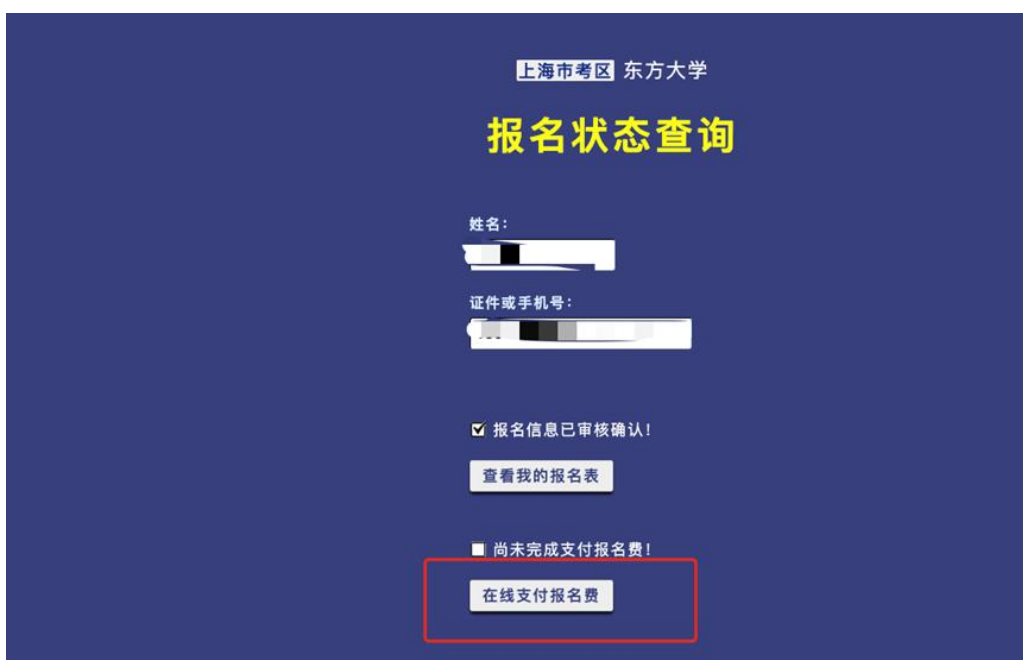 上海市考区 东方大学
报名状态查询
姓名：
证件或手机号：
报名信息已审核确认！
查看我的报名表
尚未完成支付报名费！
在线支付报名费